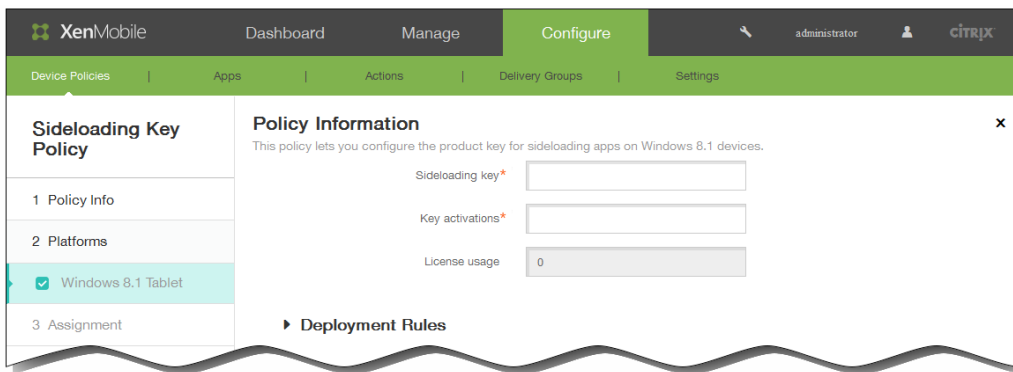 XenMobile Dashboard Manage Configure administrator CİTRIX
Device Policies | Apps | Actions | Delivery Groups | Settings
Sideloading Key
Policy
1 Policy Info
2 Platforms
Windows 8.1 Tablet
3 Assignment
Policy Information
This policy lets you configure the product key for sideloading apps on Windows 8.1 devices.
Sideloading key*
Key activations*
License usage 0
Deployment Rules